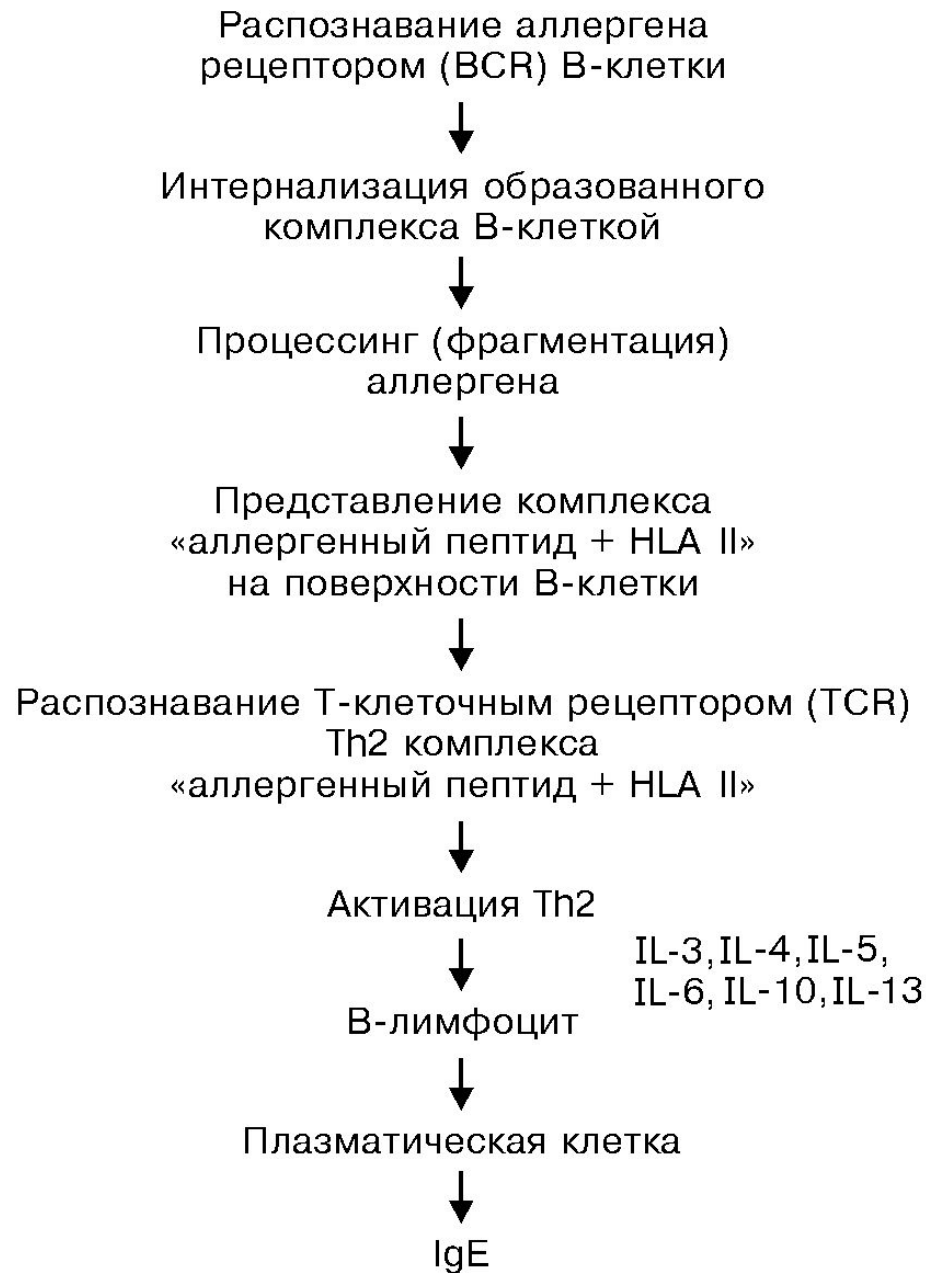 Распознавание аллергена
рецептором (BCR) В-клетки
Интернализация образованного
комплекса В-клеткой
Процессинг (фрагментация)
аллергена
Представление комплекса
«аллергенный пептид + HLA II»
на поверхности В-клетки
Распознавание Т-клеточным рецептором (TCR)
Th2 комплекса
«аллергенный пептид + HLA II»
Активация Th2
IL-3, IL-4, IL-5,
IL-6, IL-10, IL-13
В-лимфоцит
Плазматическая клетка
IgE